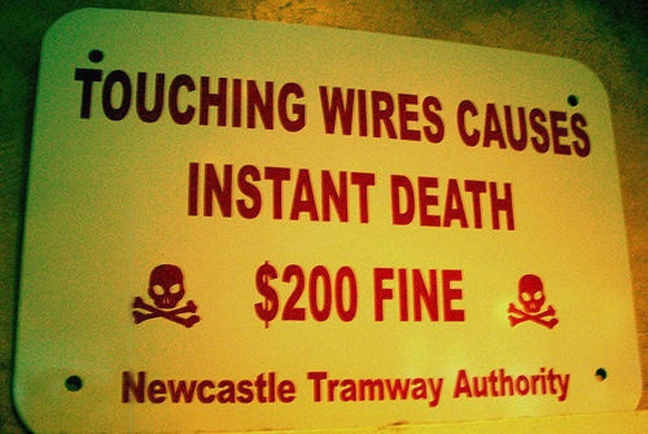 TOUCHING WIRES CAUSES
INSTANT DEATH
$200 FINE
Newcastle Tramway Authority